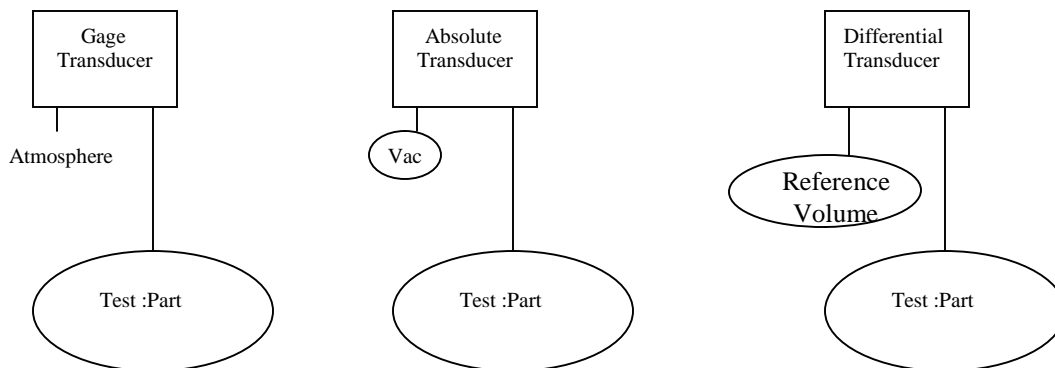 Gage
Transducer
Atmosphere
Test :Part
Absolute
Transducer
Vac
Test :Part
Differential
Transducer
Reference
Volume
Test :Part